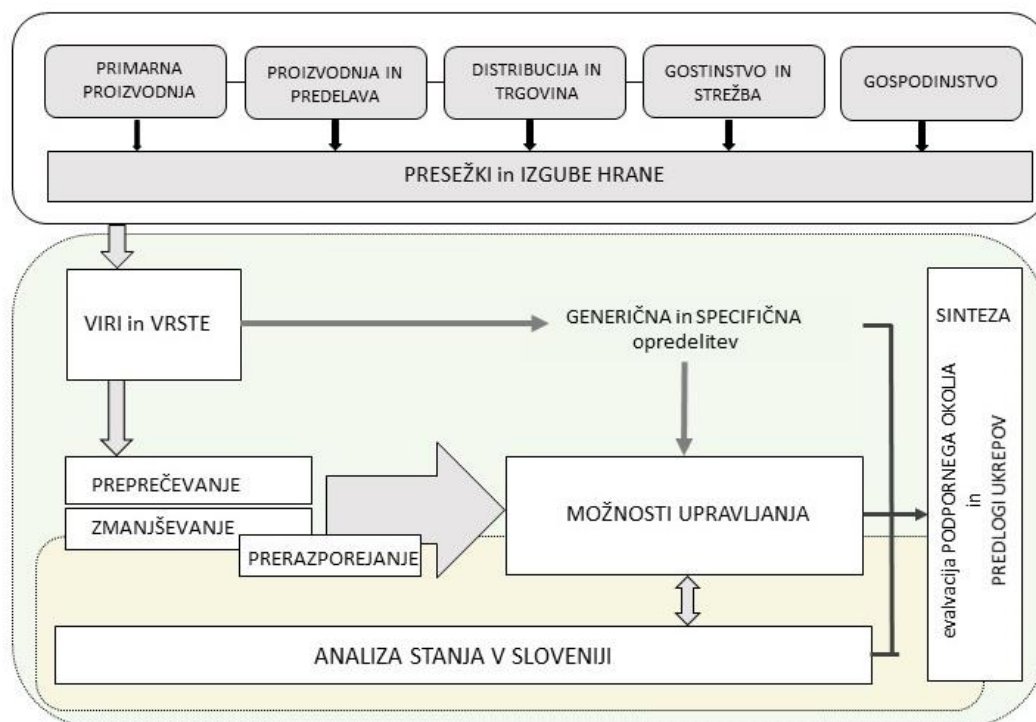 PRIMARNA
PROIZVODNJA
PROIZVODNJA IN
PREDELAVA
DISTRIBUCIJA IN
TRGOVINA
GOSTINSTVO IN
STREŽBA
GOSPODINJSTVO
PRESEŽKI in IZGUBE HRANE
VIRI in VRSTE
GENERIČNA in SPECIFIČNA
opredelitev
PREPREČEVANJE
ZMANJŠEVANJE
PRERAZPOREJANJE
MOŽNOSTI UPRAVLJANJA
ANALIZA STANJA V SLOVENIJI
SINTEZA
evalvacija PODPORNEGA OKOLJA
in
PREDLOGI UKREPOV